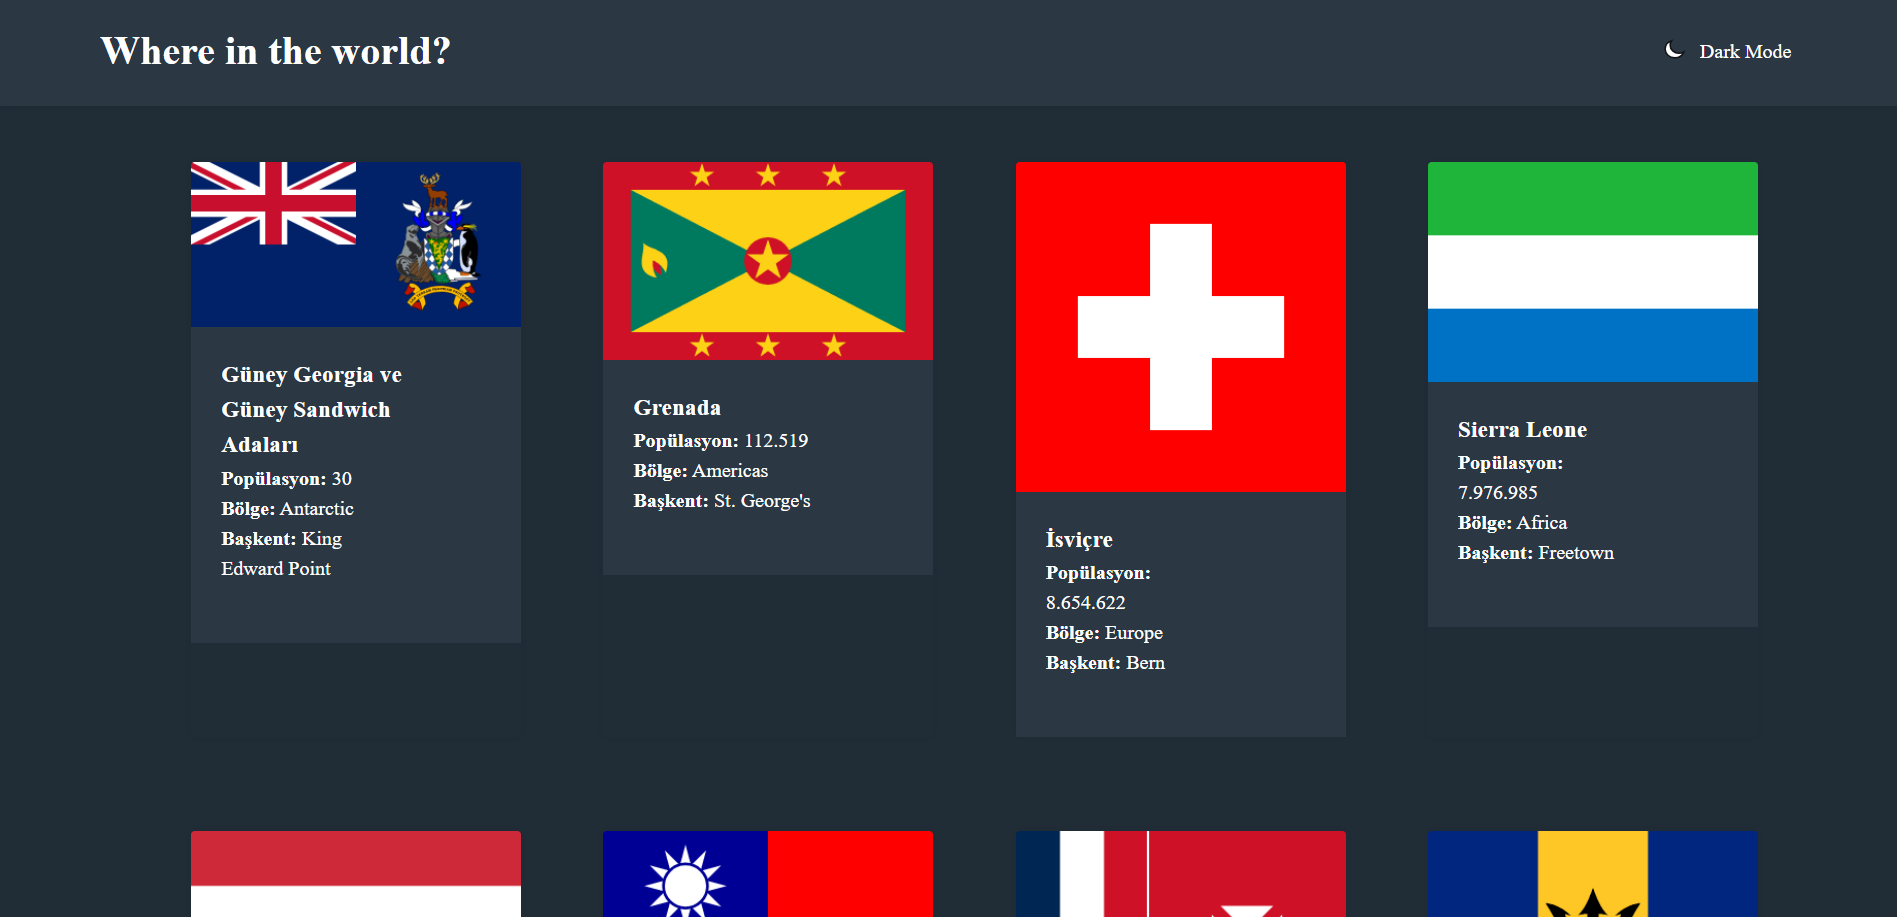 Where in the world?
Dark Mode
Güney Georgia ve
Güney Sandwich
Adaları
Popülasyon: 30
Bölge: Antarctic
Başkent: King
Edward Point
Grenada
Popülasyon: 112.519
Bölge: Americas
Başkent: St. George's
İsviçre
Popülasyon:
8.654.622
Bölge: Europe
Başkent: Bern
Sierra Leone
Popülasyon:
7.976.985
Bölge: Africa
Başkent: Freetown